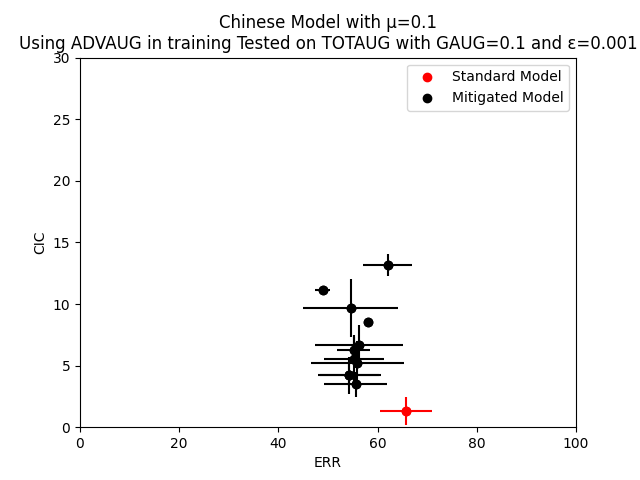 Chinese Model with μ=0.1
Using ADVAUG in training Tested on TOTAUG with GAUG=0.1 and ε=0.001
Standard Model
Mitigated Model
30
25
20
15
10
5
0
CIC
0 20 40 60 80 100
ERR